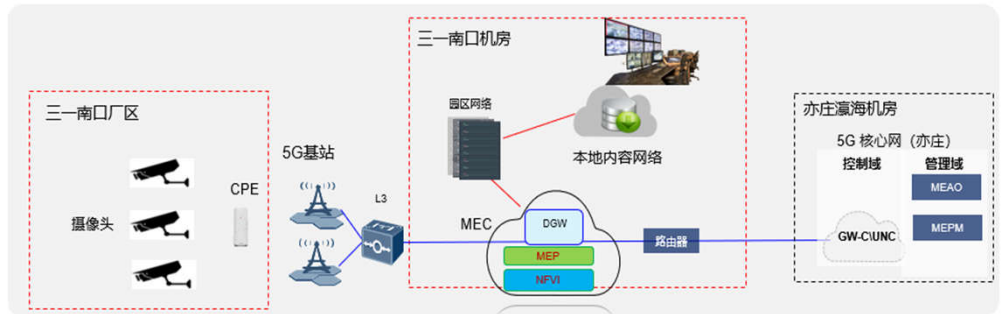 三一南口厂区
摄像头
CPE
5G基站
L3
三一南口机房
园区网络
本地内容网络
MEC
DGW
MEP
NFVI
路由器
亦庄瀛海机房
5G 核心网（亦庄）
控制域
管理域
MEAO
MEPM
GW-C\UNC